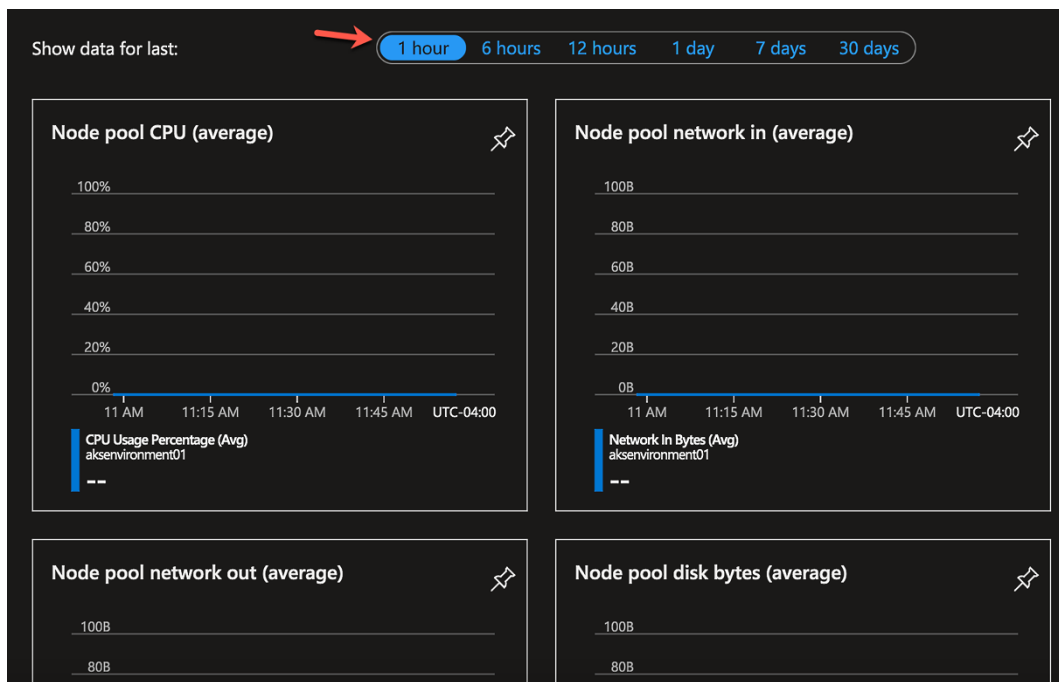 Show data for last:
1 hour 6 hours 12 hours 1 day 7 days 30 days
Node pool CPU (average)
100%
80%
60%
40%
20%
0%
11 AM 11:15 AM 11:30 AM 11:45 AM UTC-04:00
CPU Usage Percentage (Avg)
aksenvironment01
--
Node pool network in (average)
100B
80B
60B
40B
20B
0B
11 AM 11:15 AM 11:30 AM 11:45 AM UTC-04:00
Network In Bytes (Avg)
aksenvironment01
--
Node pool network out (average)
100B
80B
Node pool disk bytes (average)
100B
80B